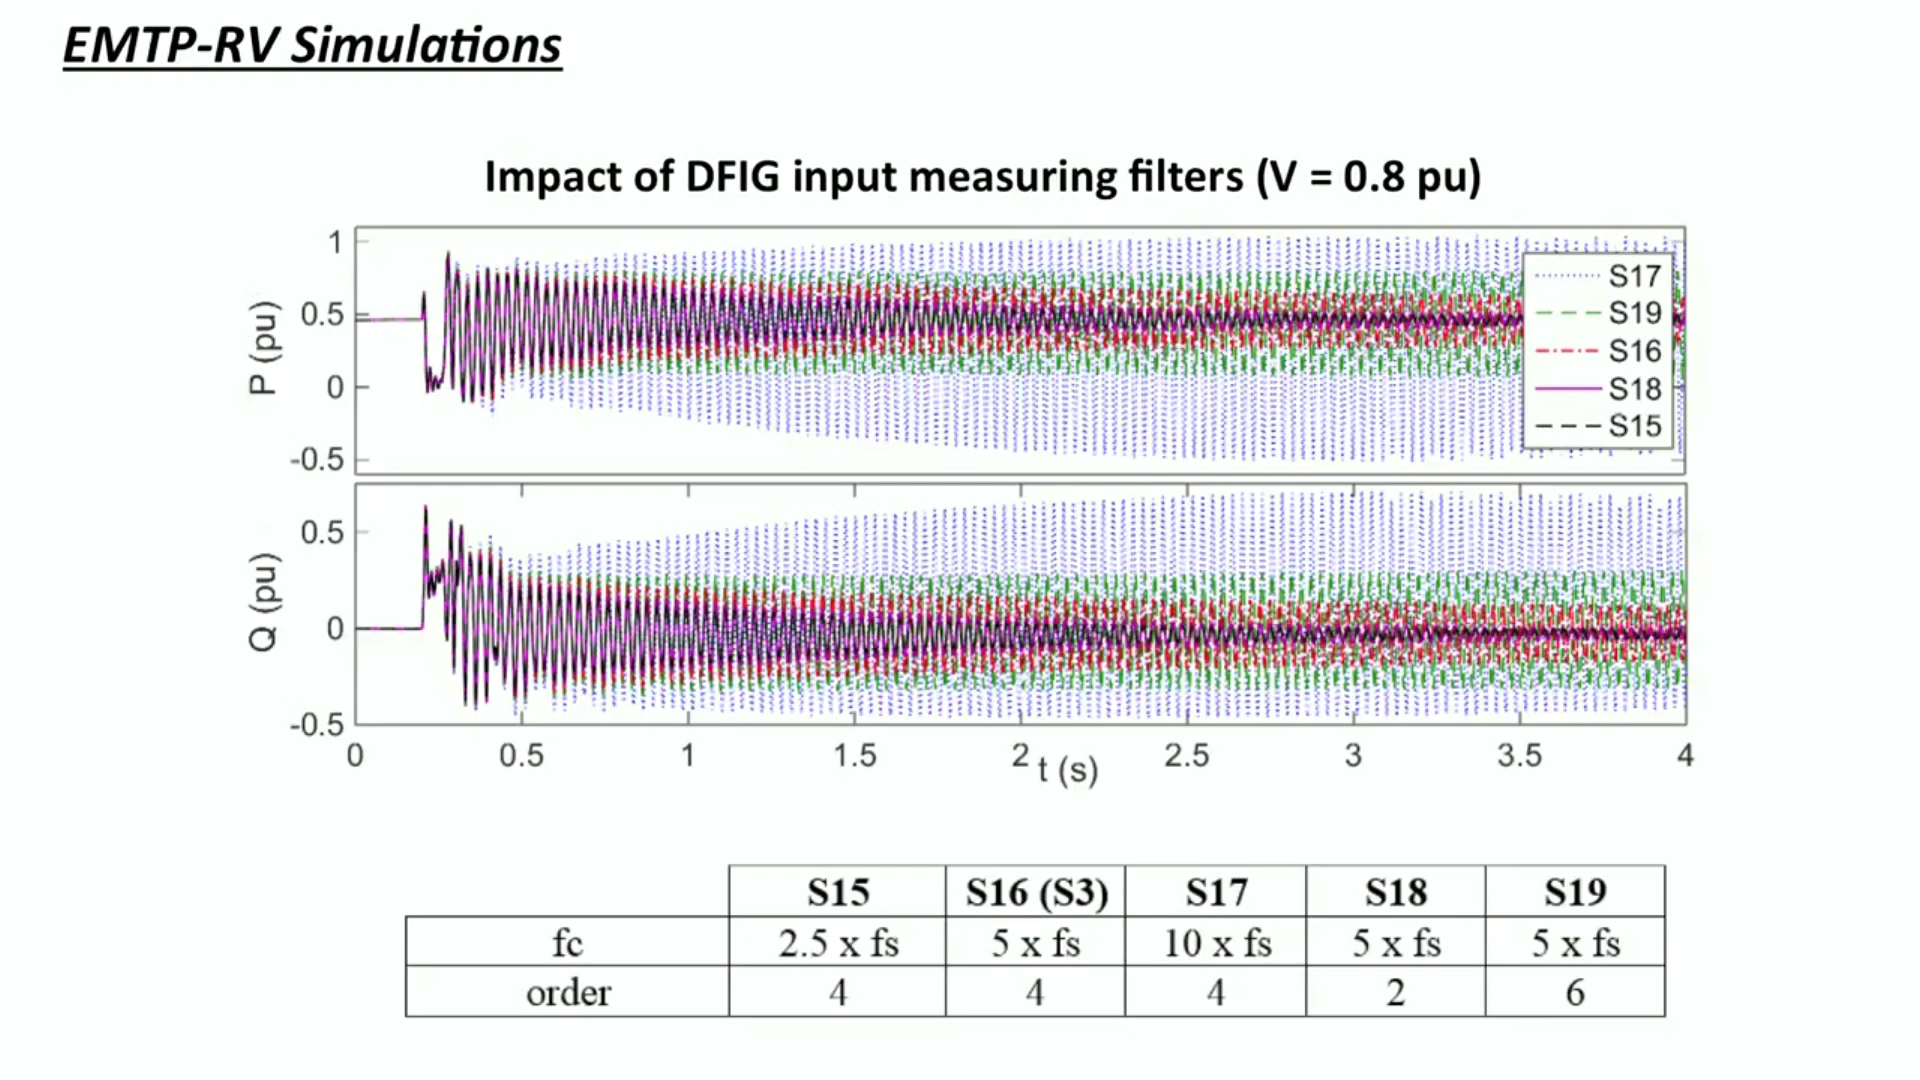 EMTP-RV Simulations
Impact of DFIG input measuring filters (V = 0.8 pu)
1
0.5
0
-0.5
P (pu)
S17
S19
S16
S18
S15
0.5
0
-0.5
Q (pu)
0 0.5 1 1.5 2 2.5 3 3.5 4
t (s)
S15 S16 (S3) S17 S18 S19
fc 2.5 x fs 5 x fs 10 x fs 5 x fs 5 x fs
order 4 4 4 2 6